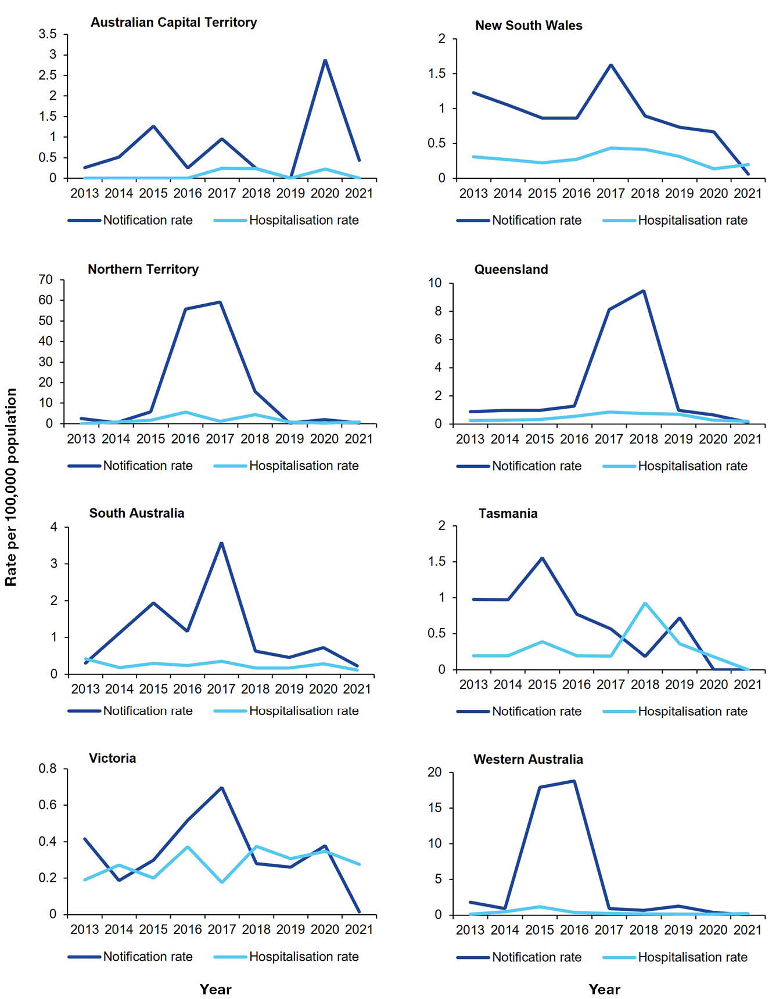 Rate per 100,000 population
Australian Capital Territory
3.5
3
2.5
2
1.5
1
0.5
0
2013 2014 2015 2016 2017 2018 2019 2020 2021
Notification rate Hospitalisation rate
New South Wales
2
1.5
1
0.5
0
2013 2014 2015 2016 2017 2018 2019 2020 2021
Notification rate Hospitalisation rate
Northern Territory
70
60
50
40
30
20
10
0
2013 2014 2015 2016 2017 2018 2019 2020 2021
Notification rate Hospitalisation rate
Queensland
10
8
6
4
2
0
2013 2014 2015 2016 2017 2018 2019 2020 2021
Notification rate Hospitalisation rate
South Australia
4
3
2
1
0
2013 2014 2015 2016 2017 2018 2019 2020 2021
Notification rate Hospitalisation rate
Tasmania
2
1.5
1
0.5
0
2013 2014 2015 2016 2017 2018 2019 2020 2021
Notification rate Hospitalisation rate
Victoria
0.8
0.6
0.4
0.2
0
2013 2014 2015 2016 2017 2018 2019 2020 2021
Notification rate Hospitalisation rate
Year
Western Australia
20
15
10
5
0
2013 2014 2015 2016 2017 2018 2019 2020 2021
Notification rate Hospitalisation rate
Year